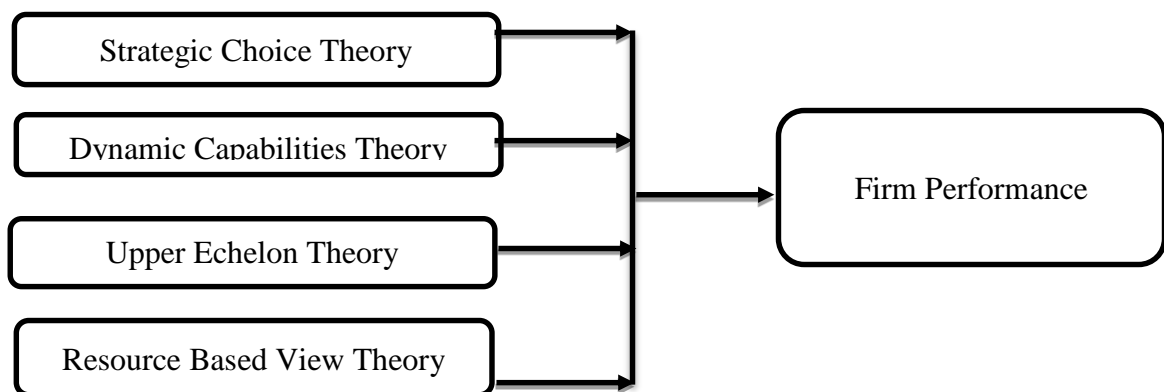 Strategic Choice Theory
Dynamic Capabilities Theory
Upper Echelon Theory
Resource Based View Theory
Firm Performance